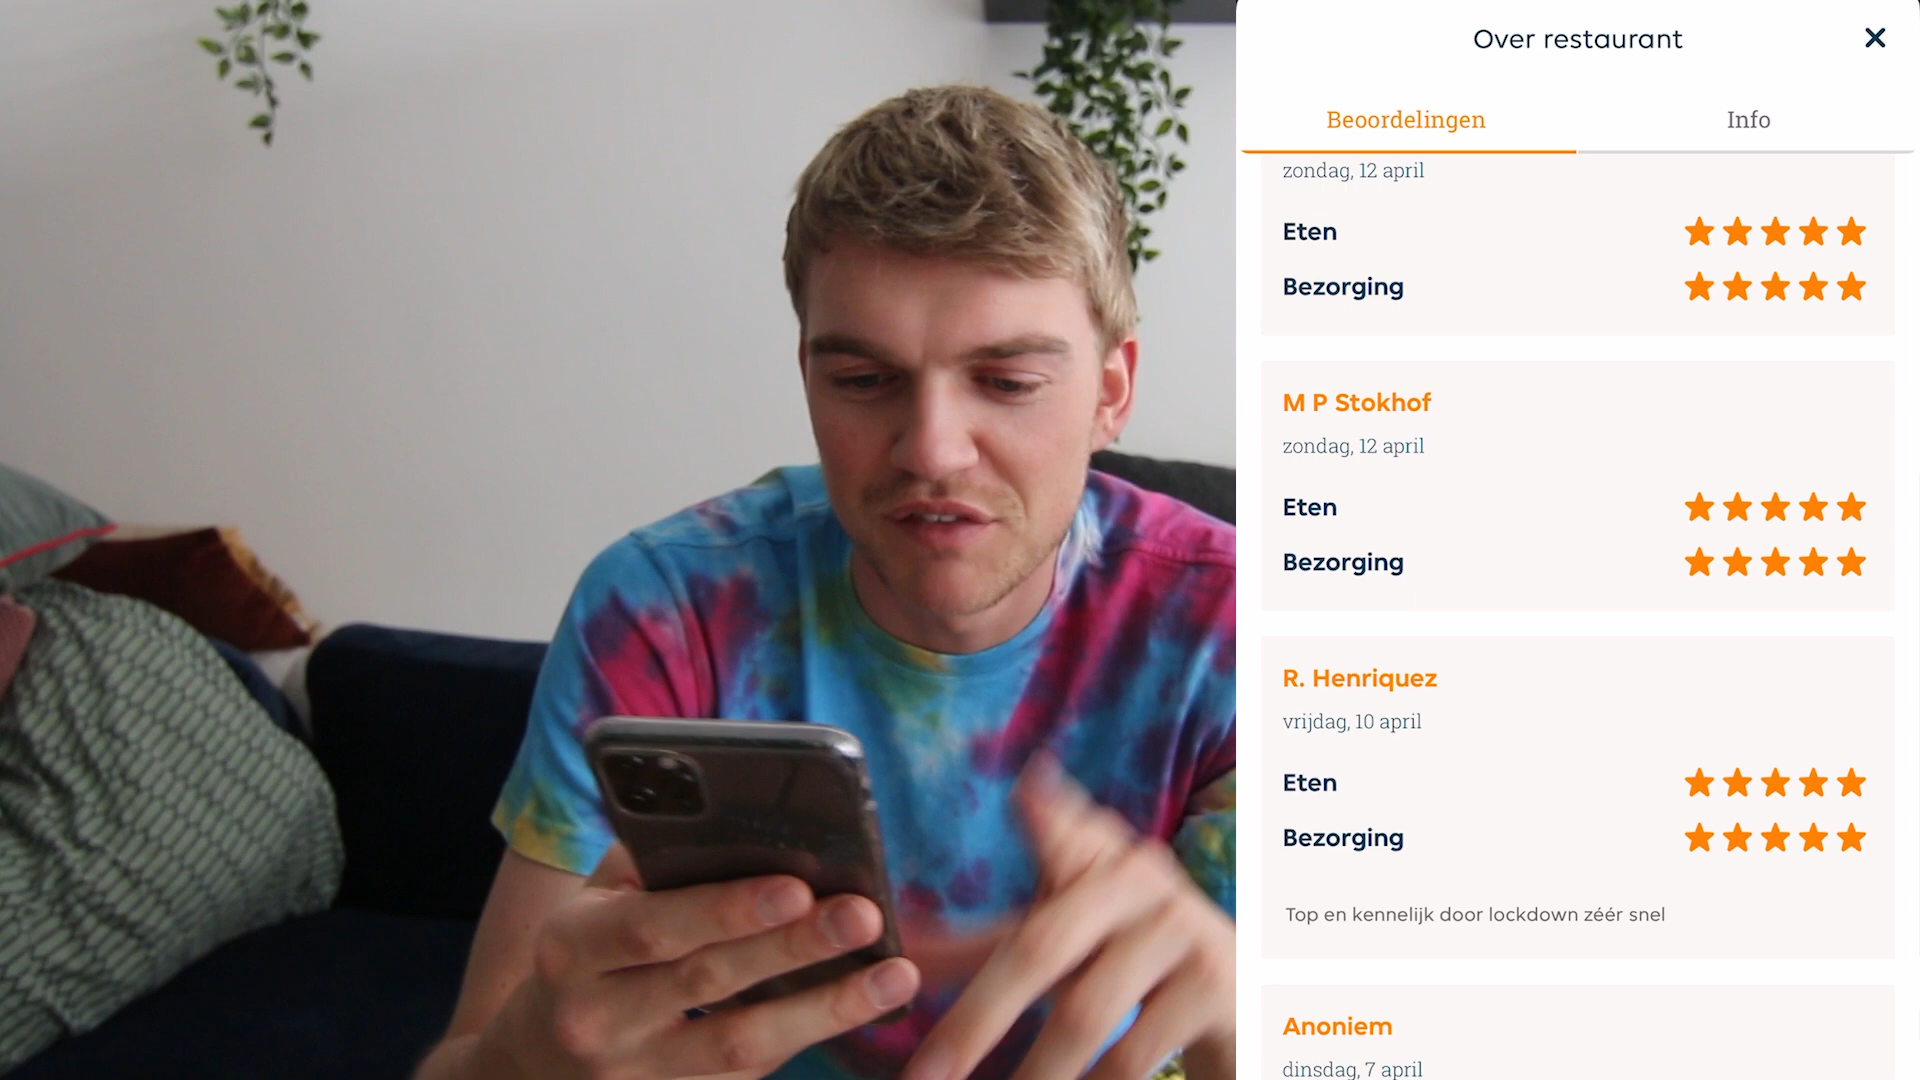 Over restaurant
Beoordelingen
Info
zondag, 12 april
Eten
Bezorging
M P Stokhof
zondag, 12 april
Eten
Bezorging
R. Henriquez
vrijdag, 10 april
Eten
Bezorging
Top en kennelijk door lockdown zéér snel
Anoniem
dinsdag, 7 april